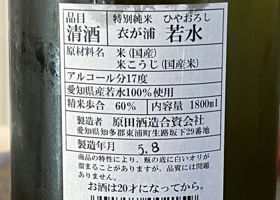 品目 特別純米 ひやおろし
清酒 衣が浦 若水
原材料名 米(国産)
米こうじ(国産米)
アルコール分17度
愛知県産若水100%使用
精米歩合 60% 内容量 1800ml
製造者 原田酒造合資会社
愛知県知多郡東浦町生路坂下29番地
製造年月 5.8
商品の特性により、瓶の底に白いオリが
溜まることがありますが、品質には問題
ありません。
お酒は20才になってから。